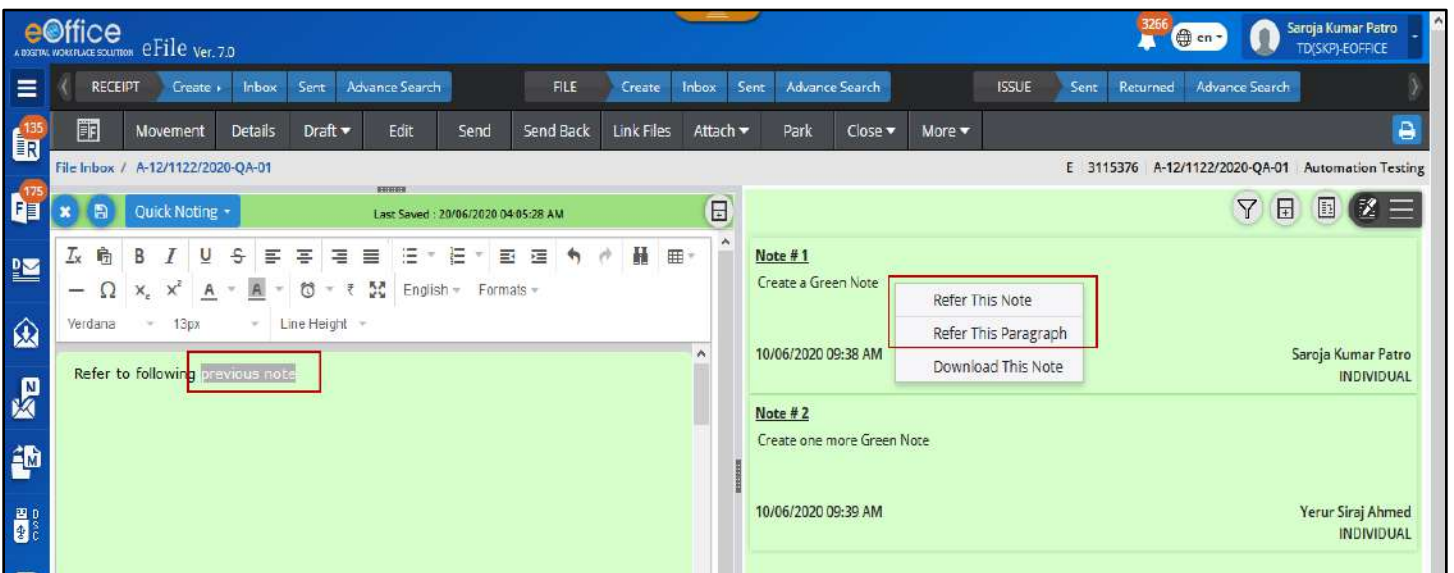 eOffice
A DIGITAL WORKPLACE SOLUTION eFile Ver. 7.0
3266
en
Saroja Kumar Patro
TD(SKP)-EOFFICE
RECEIPT Create Inbox Sent Advance Search FILE Create Inbox Sent Advance Search ISSUE Sent Returned Advance Search
135
R
Movement Details Draft Edit Send Send Back Link Files Attach Park Close More
File Inbox / A-12/1122/2020-QA-01
E 3115376 A-12/1122/2020-QA-01 Automation Testing
175
F
Quick Noting
Last Saved : 20/06/2020 04:05:28 AM
D
B I U S
Ω x x² A A ₹ English Formats
Verdana 13px Line Height
Refer to following previous note
N
M
D
S
C
Note # 1
Create a Green Note
Refer This Note
Refer This Paragraph
Download This Note
10/06/2020 09:38 AM
Saroja Kumar Patro
INDIVIDUAL
Note # 2
Create one more Green Note
10/06/2020 09:39 AM
Yerur Siraj Ahmed
INDIVIDUAL